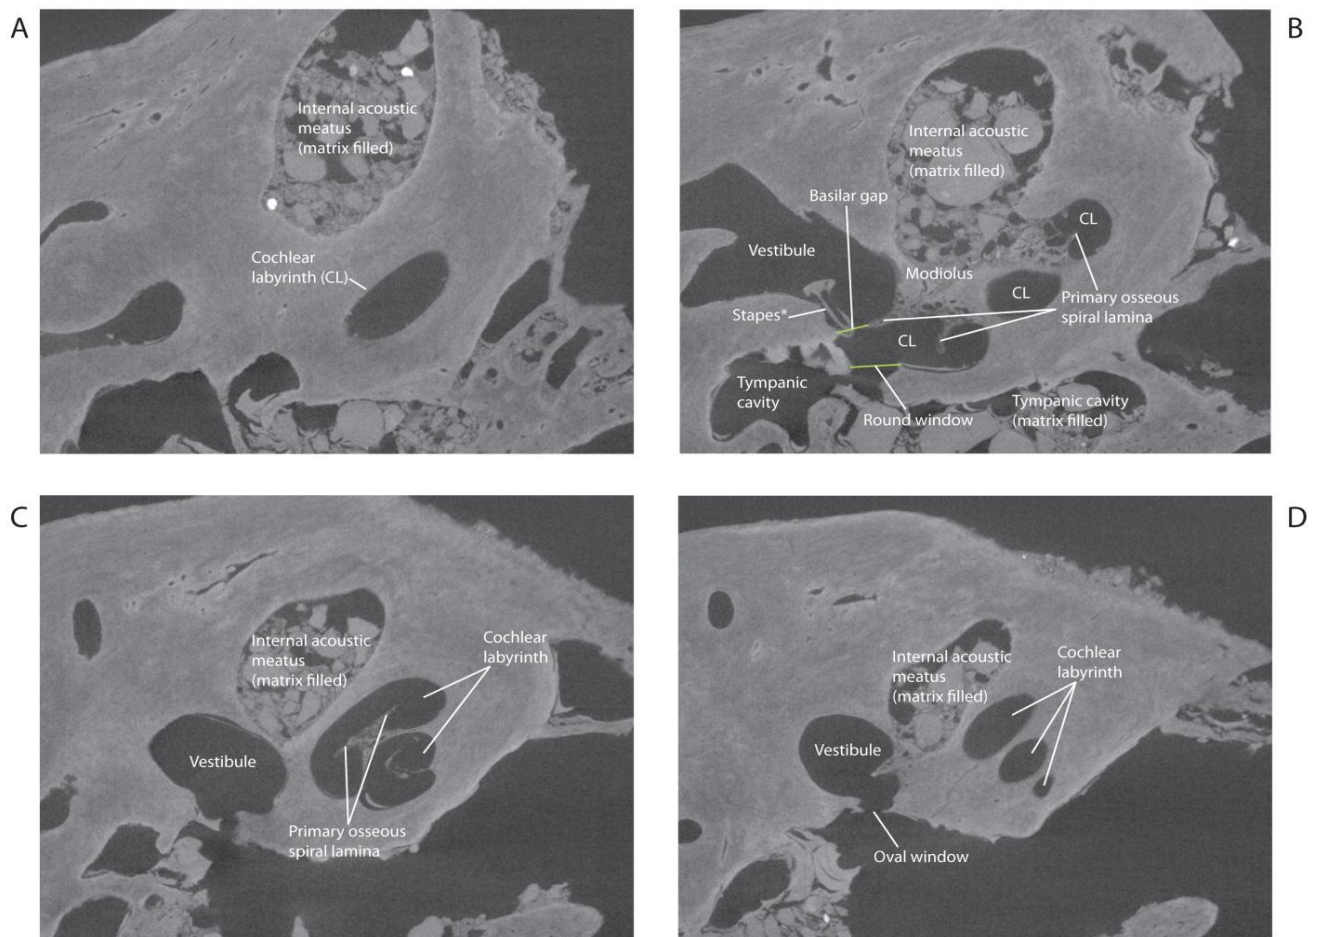 A
Internal acoustic
meatus
(matrix filled)
Cochlear
labyrinth (CL)
B
Internal acoustic
meatus
(matrix filled)
Basilar gap
CL
Vestibule
Modiolus
CL
Primary osseous
spiral lamina
Stapes*
CL
Tympanic
cavity
Tympanic cavity
(matrix filled)
Round window
C
Internal acoustic
meatus
(matrix filled)
Cochlear
labyrinth
Vestibule
Primary osseous
spiral lamina
D
Internal acoustic
meatus
(matrix filled)
Cochlear
labyrinth
Vestibule
Oval window